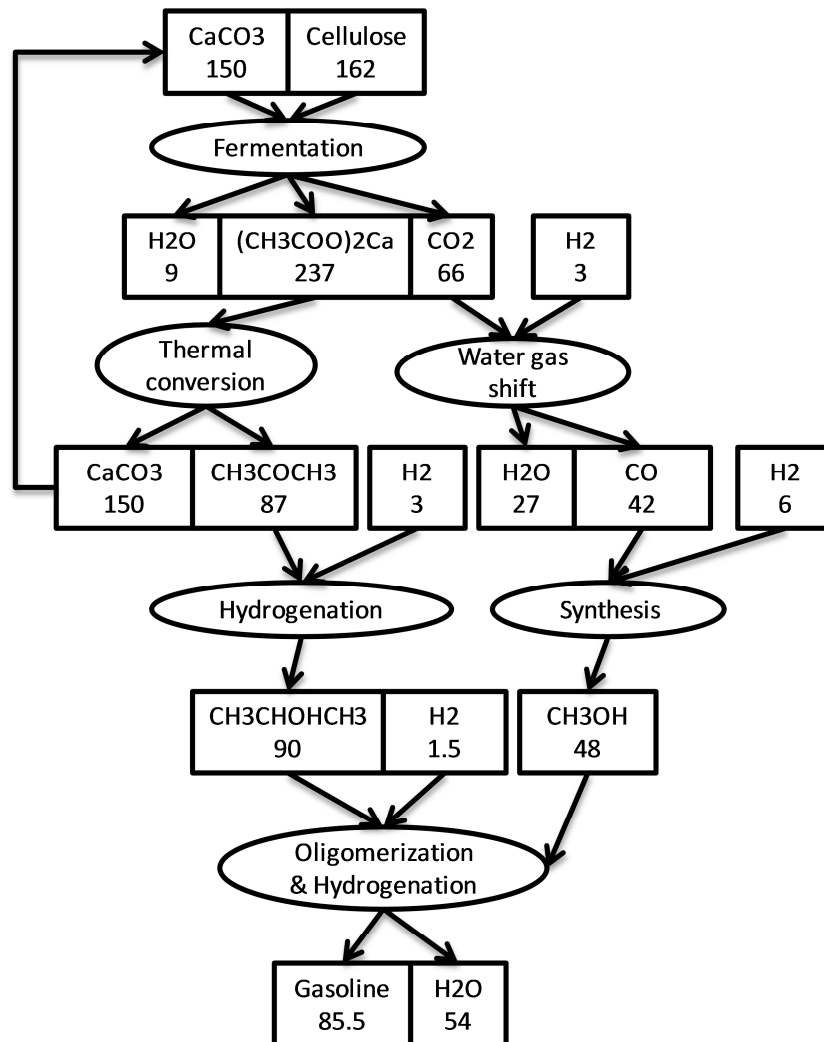 CaCO3
150
Cellulose
162
Fermentation
H2O
9
(CH3COO)2Ca
237
CO2
66
H2
3
Thermal
conversion
Water gas
shift
CaCO3
150
CH3COCH3
87
H2
3
H2O
27
CO
42
H2
6
Hydrogenation
Synthesis
CH3CHOHCH3
90
H2
1.5
CH3OH
48
Oligomerization
& Hydrogenation
Gasoline
85.5
H2O
54